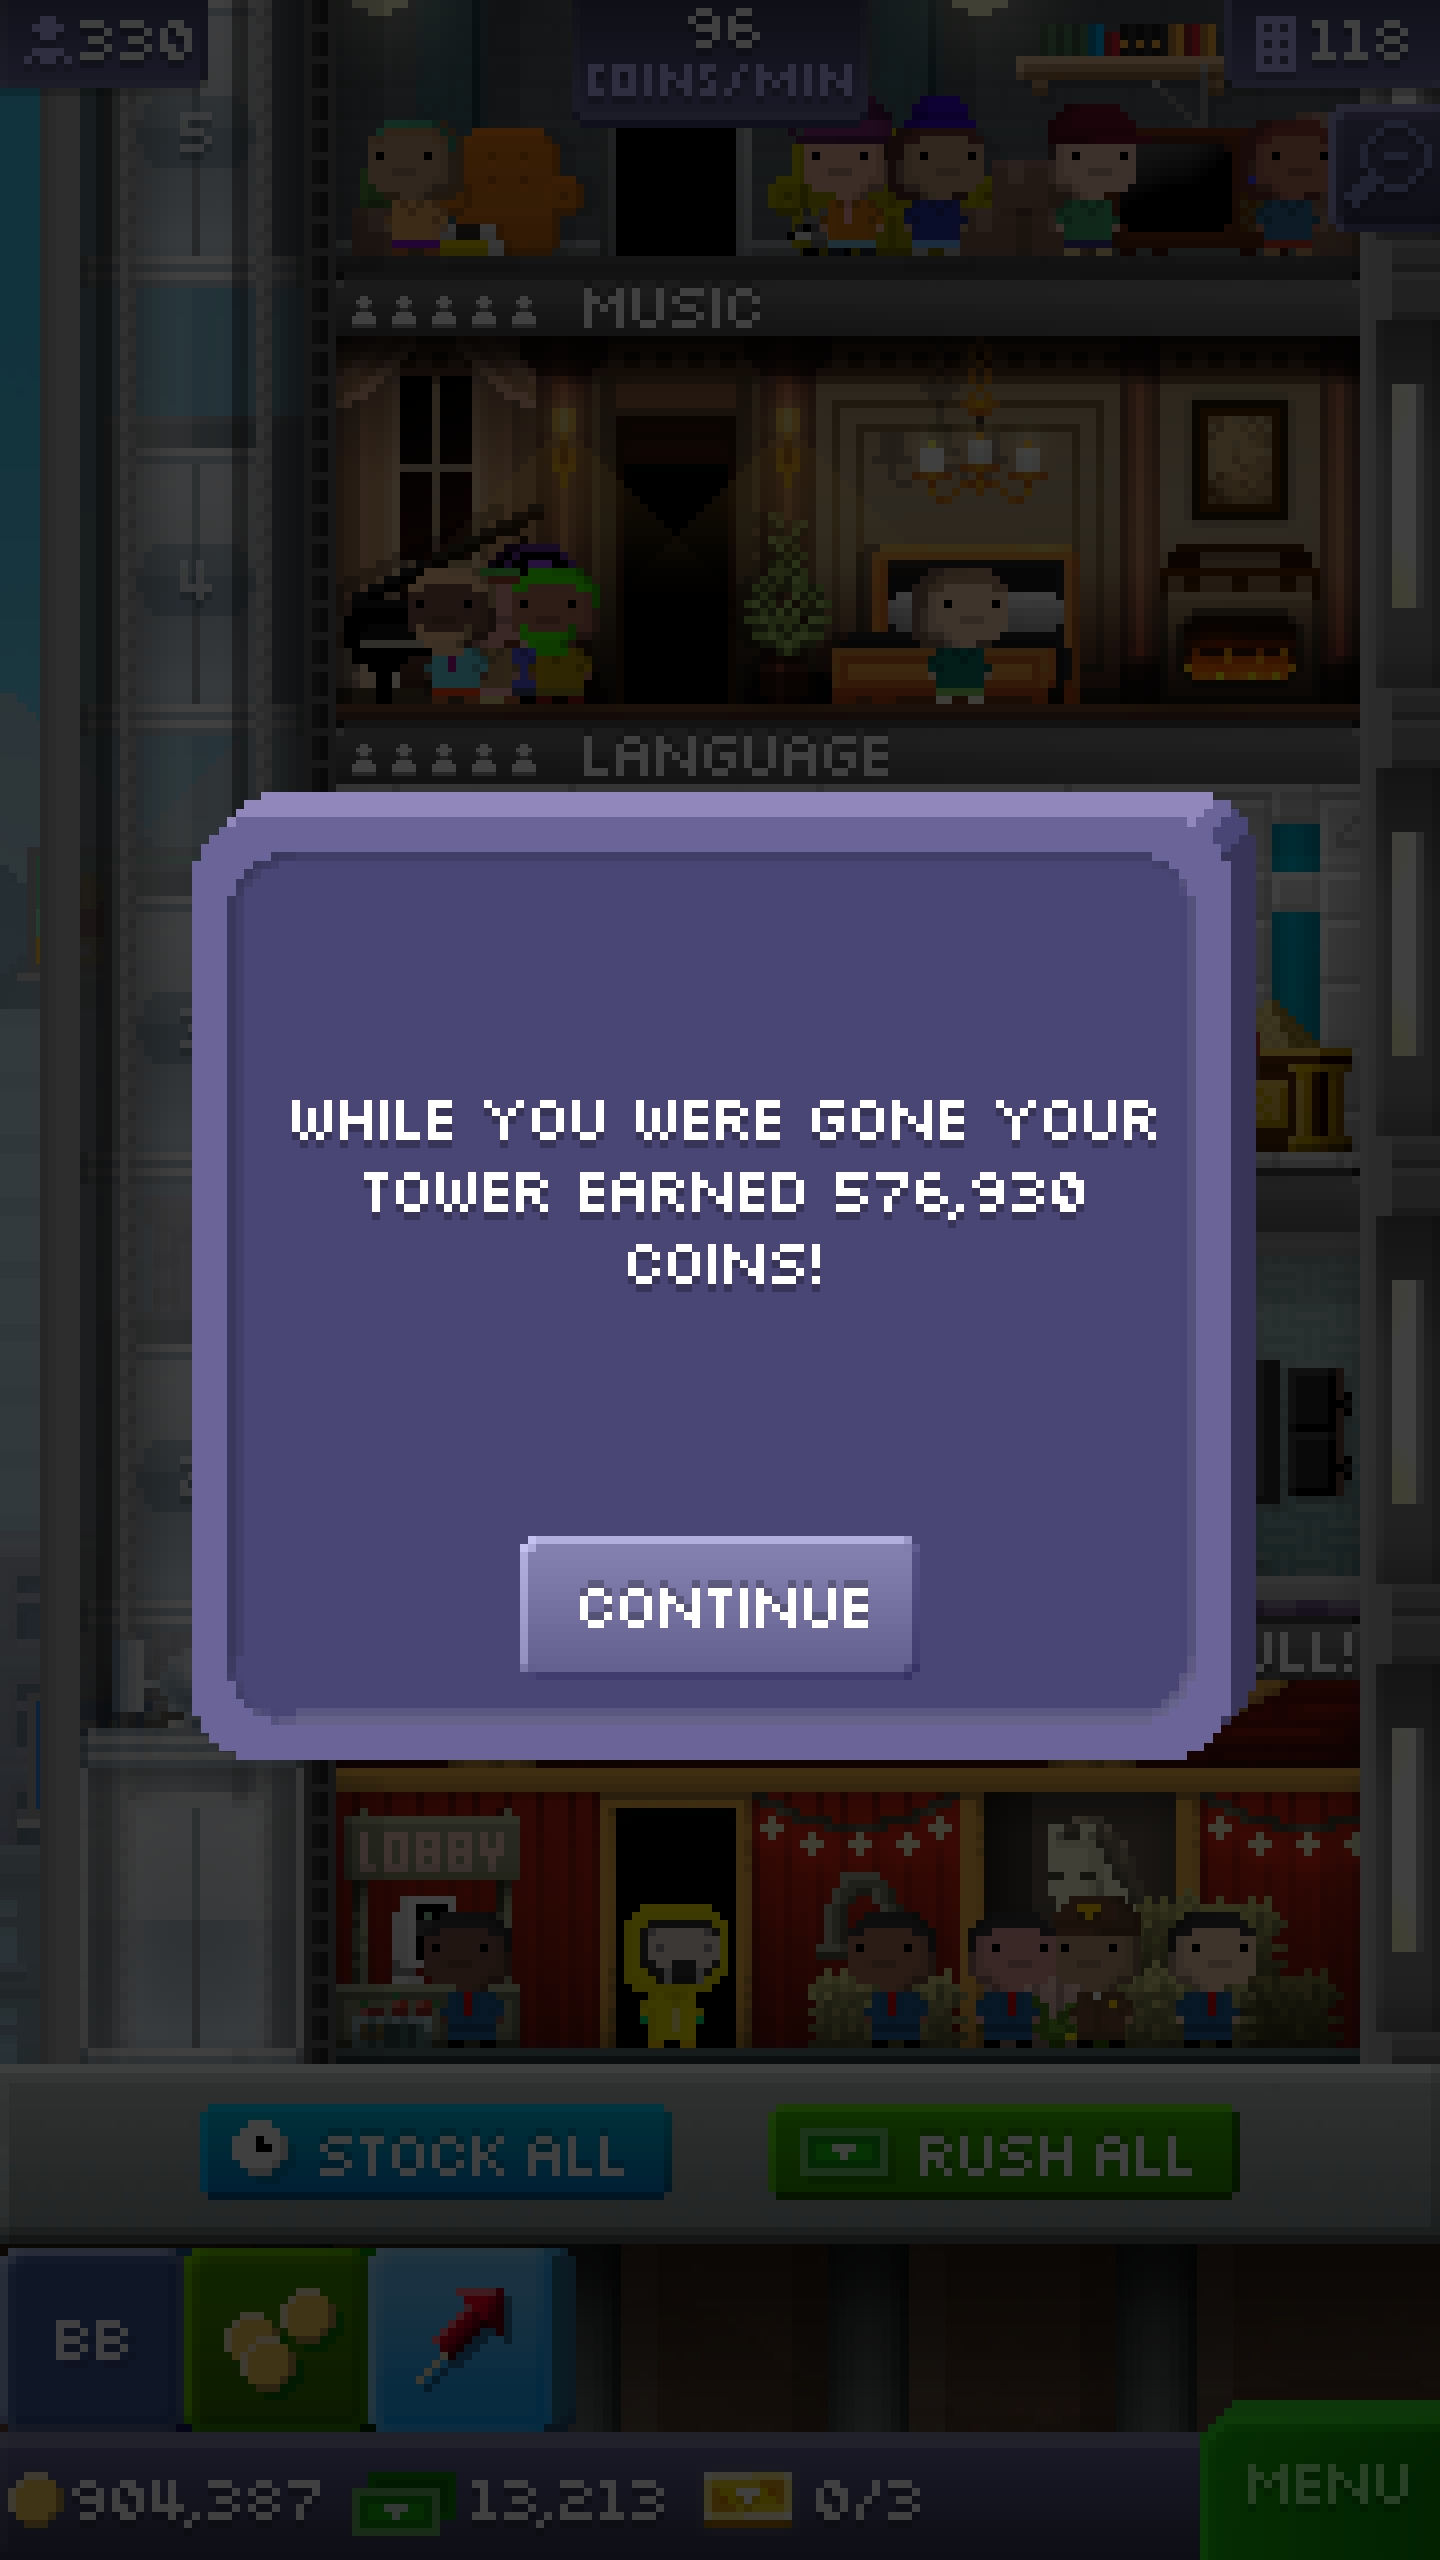 330
96
COINS/MIN
118
5
MUSIC
4
LANGUAGE
WHILE YOU WERE GONE YOUR
TOWER EARNED 576,930
COINS!
CONTINUE
LOBBY
STOCK ALL
RUSH ALL
BB
904,387
13,213
0/3
MENU